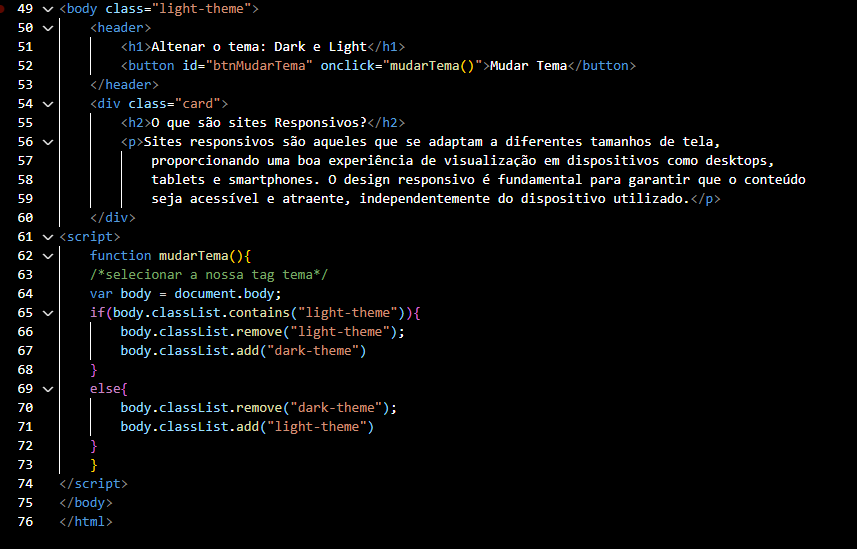 49 <body class="light-theme">
50 <header>
51 <h1>Altenar o tema: Dark e Light</h1>
52 <button id="btnMudarTema" onclick="mudarTema()">Mudar Tema</button>
53 </header>
54 <div class="card">
55 <h2>O que são sites Responsivos?</h2>
56 <p>Sites responsivos são aqueles que se adaptam a diferentes tamanhos de tela,
57 proporcionando uma boa experiência de visualização em dispositivos como desktops,
58 tablets e smartphones. O design responsivo é fundamental para garantir que o conteúdo
59 seja acessível e atraente, independentemente do dispositivo utilizado.</p>
60 </div>
61 <script>
62 function mudarTema(){
63 /*selecionar a nossa tag tema*/
64 var body = document.body;
65 if(body.classList.contains("light-theme")){
66 body.classList.remove("light-theme");
67 body.classList.add("dark-theme")
68 }
69 else{
70 body.classList.remove("dark-theme");
71 body.classList.add("light-theme")
72 }
73 }
74 </script>
75 </body>
76 </html>